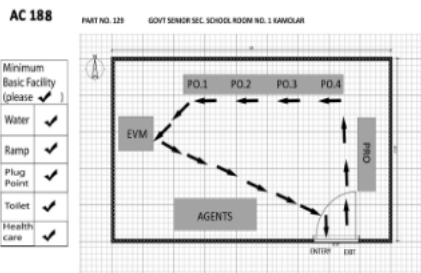 AC 188
PART NO. 129 GOVT SENIOR SEC. SCHOOL ROOM NO. 1 KAMOLAR
Minimum
Basic Facility
(please ✔ )
Water ✔
Ramp ✔
Plug
Point ✔
Toilet ✔
Health
care ✔
PO.1 PO.2 PO.3 PO.4
EVM
PRO
AGENTS
ENTERY EXIT